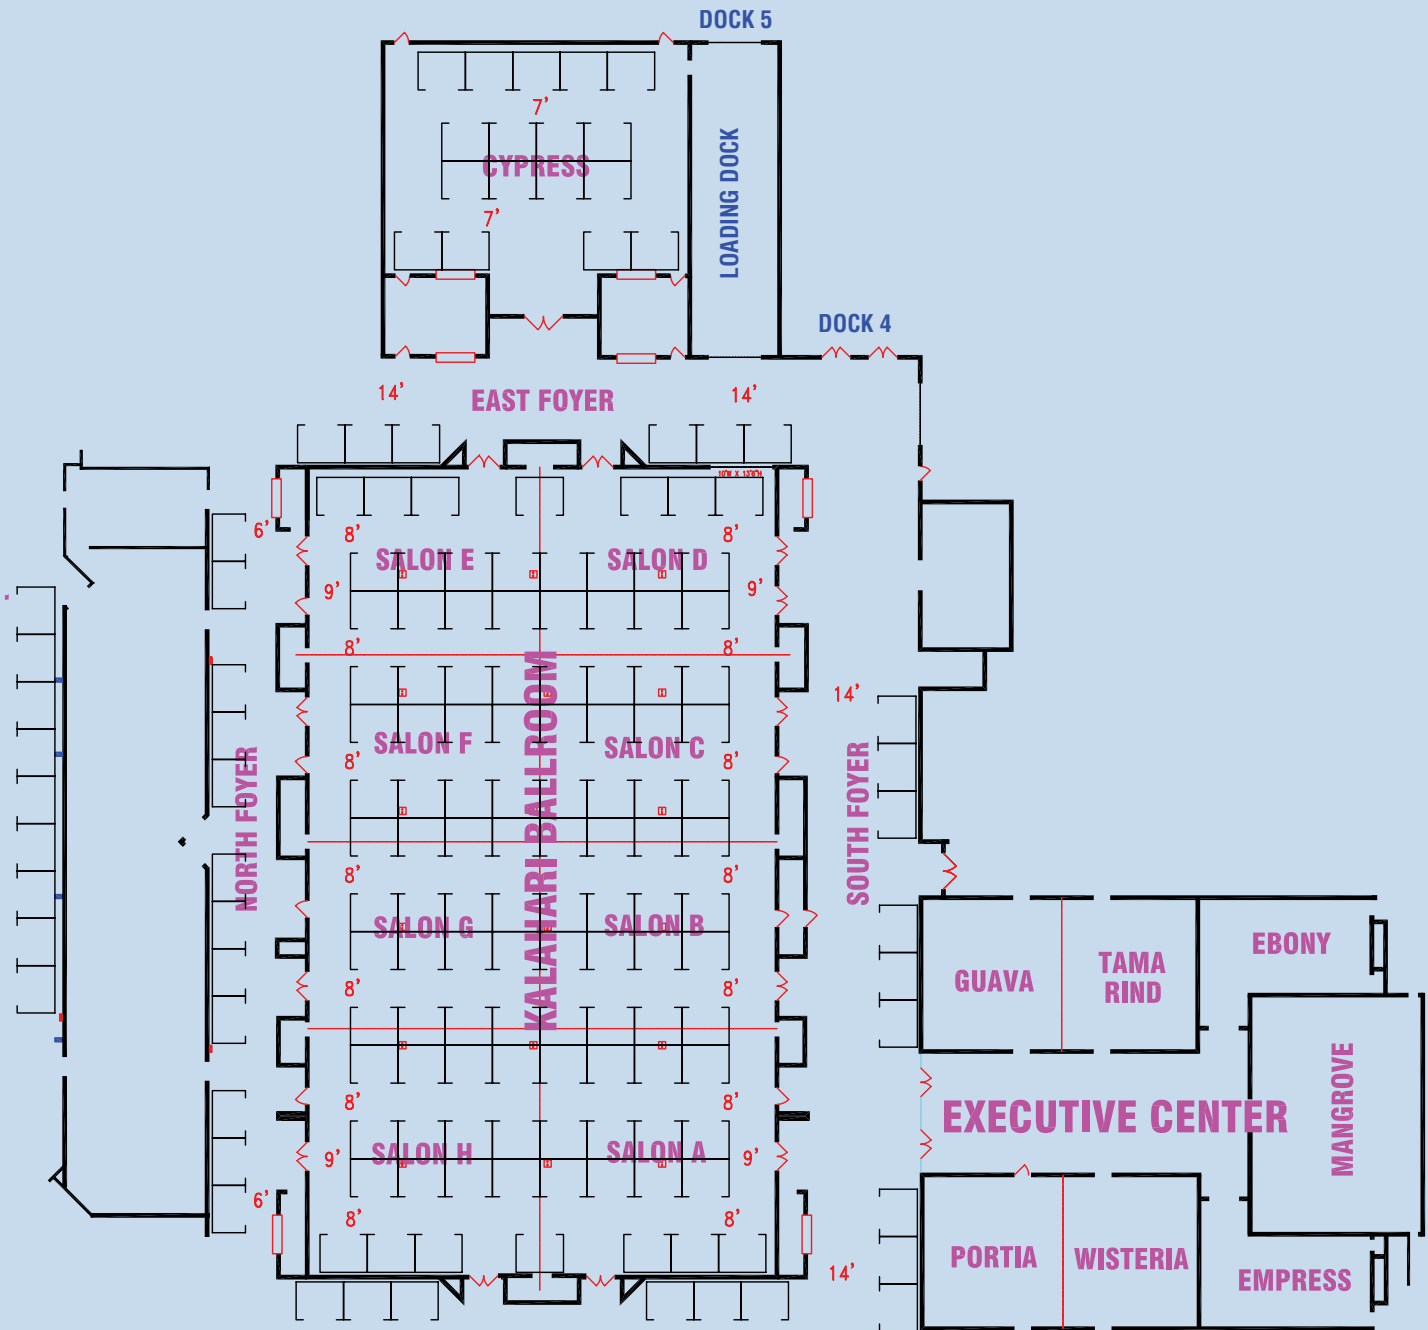 DOCK 5
7'
CYPRESS
LOADING DOCK
7'
DOCK 4
14'
EAST FOYER
14'
10'W X 13'6"H
6'
8'
8'
SALON E
SALON D
9'
9'
8'
8'
KALAHARI BALLROOM
14'
SALON F
SALON C
8'
8'
NORTH FOYER
SOUTH FOYER
8'
8'
SALON G
SALON B
EBONY
GUAVA
TAMA
RIND
8'
8'
MANGROVE
8'
8'
EXECUTIVE CENTER
SALON H
SALON A
9'
9'
6'
8'
8'
PORTIA
WISTERIA
14'
EMPRESS